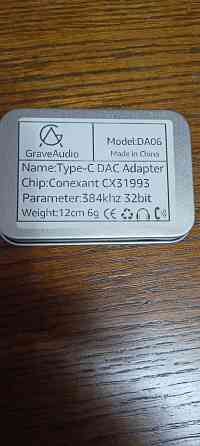 GraveAudio
Model:DA06
Made in China
Name:Type-C DAC Adapter
Chip:Conexant CX31993
Parameter:384khz 32bit
Weight:12cm 6g CE